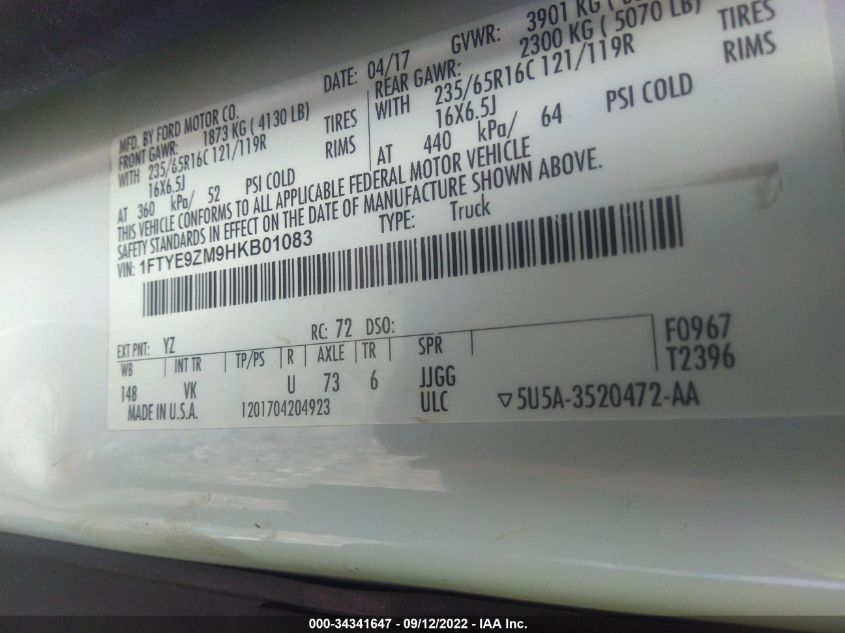 MFD. BY FORD MOTOR CO. DATE: 04/17 GVWR: 3901 KG (
FRONT GAWR: 1873 KG ( 4130 LB) REAR GAWR: 2300 KG ( 5070 LB)
WITH 235/65R16C 121/119R TIRES WITH 235/65R16C 121/119R TIRES
16X6.5J RIMS 16X6.5J RIMS
AT 360 kPa/ 52 PSI COLD AT 440 kPa/ 64 PSI COLD
THIS VEHICLE CONFORMS TO ALL APPLICABLE FEDERAL MOTOR VEHICLE
SAFETY STANDARDS IN EFFECT ON THE DATE OF MANUFACTURE SHOWN ABOVE.
VIN: 1FTYE9ZM9HKB01083 TYPE: Truck
EXT PNT: YZ RC: 72 DSO: F0967
WB INT TR TP/PS R AXLE TR SPR T2396
148 VK U 73 6 JJGG
MADE IN U.S.A. 1201704204923 ULC ▽5U5A-3520472-AA
000-34341647 - 09/12/2022 - IAA Inc.